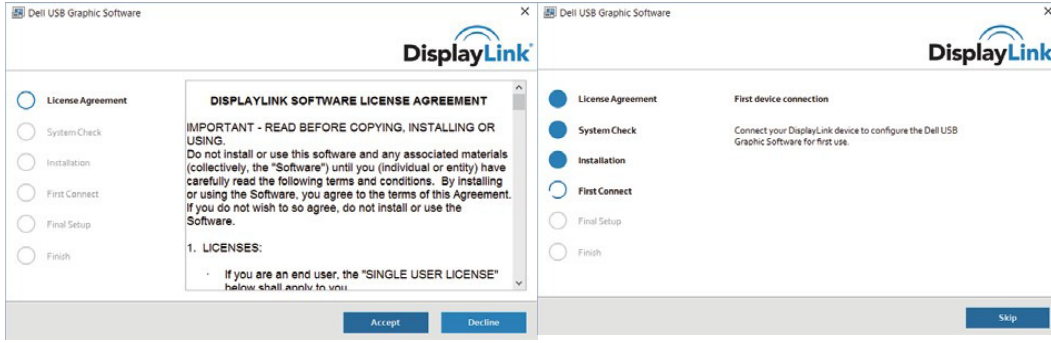 Dell USB Graphic Software
DisplayLink
License Agreement
System Check
Installation
First Connect
Final Setup
Finish
DISPLAYLINK SOFTWARE LICENSE AGREEMENT
IMPORTANT - READ BEFORE COPYING, INSTALLING OR
USING.
Do not install or use this software and any associated materials
(collectively, the "Software") until you (individual or entity) have
carefully read the following terms and conditions. By installing
or using the Software, you agree to the terms of this Agreement.
If you do not wish to so agree, do not install or use the
Software.
1. LICENSES:
· If you are an end user, the "SINGLE USER LICENSE"
below shall apply to you
Accept
Decline
Dell USB Graphic Software
DisplayLink
License Agreement
System Check
Installation
First Connect
Final Setup
Finish
First device connection
Connect your DisplayLink device to configure the Dell USB
Graphic Software for first use.
Skip